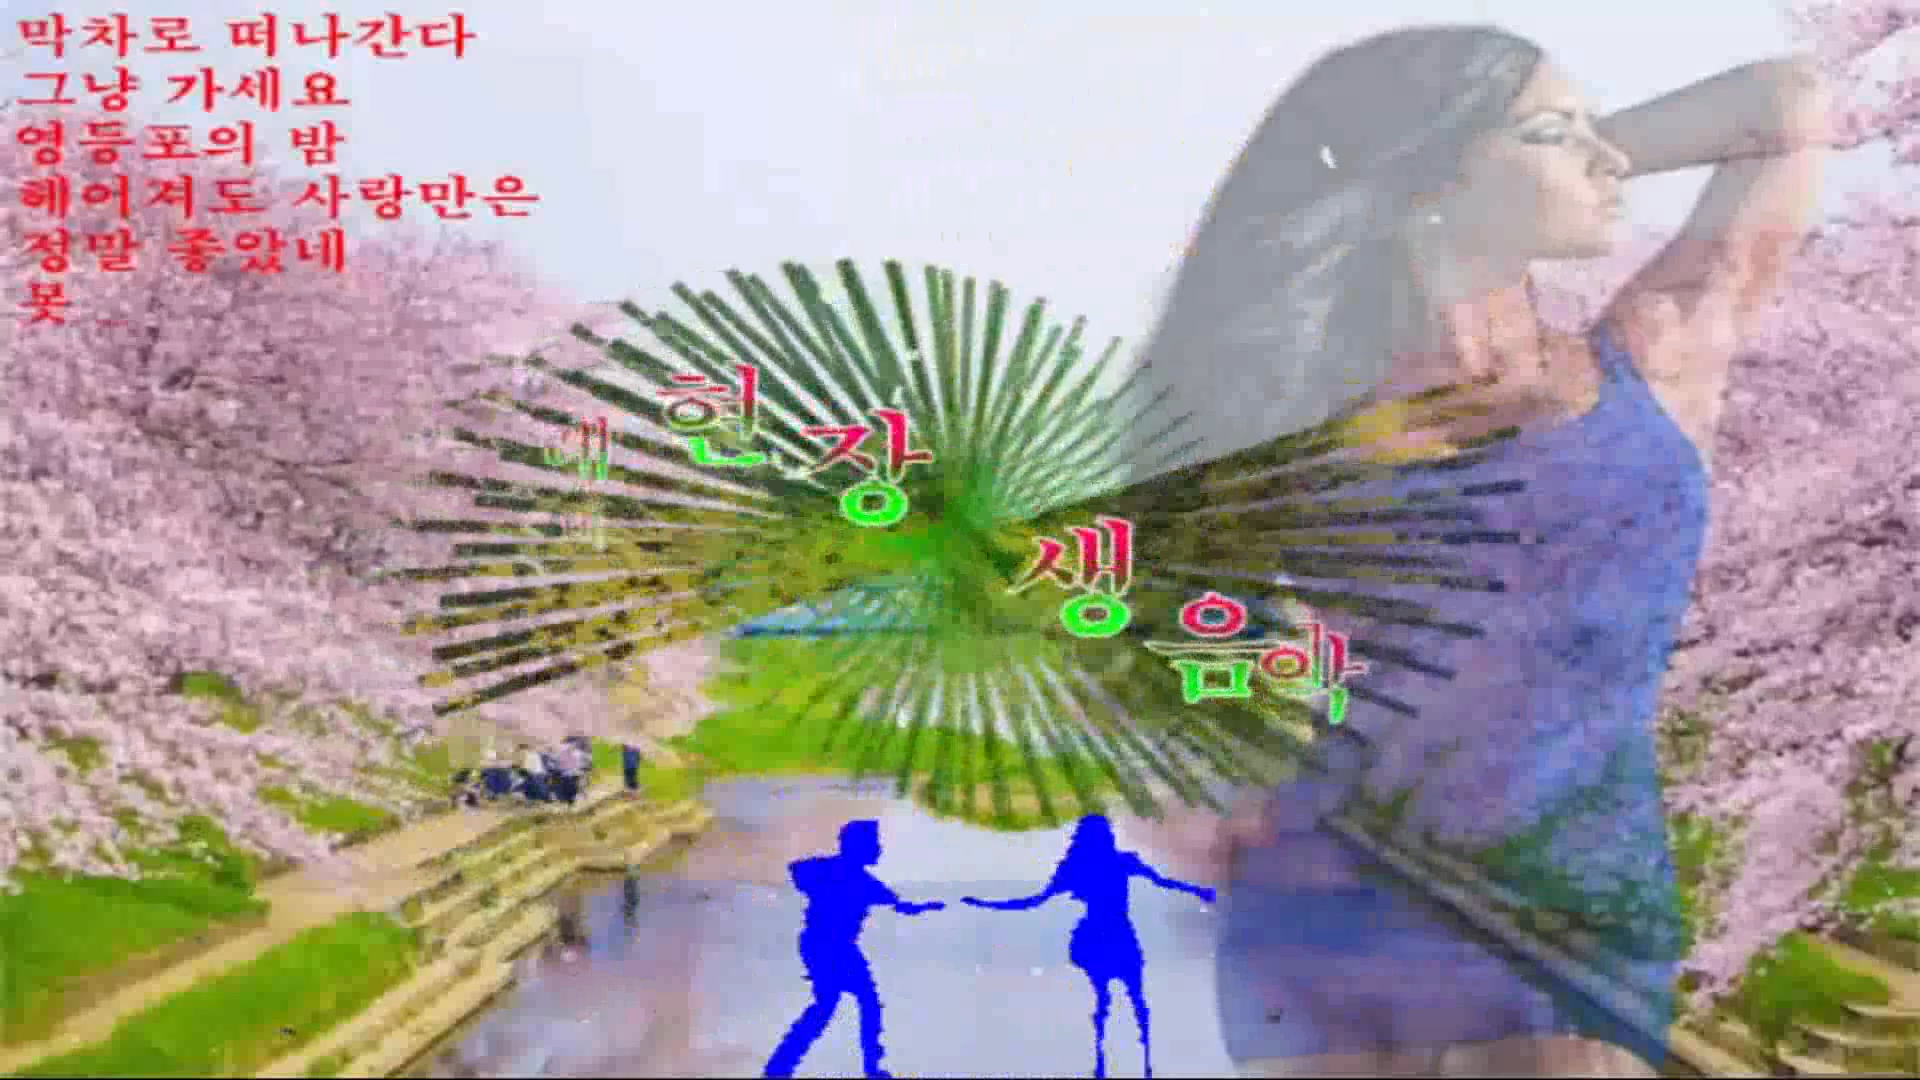 막차로 떠나간다
그냥 가세요
영등포의 밤
헤어져도 사랑만은
정말 좋았네
못
현장
생음악